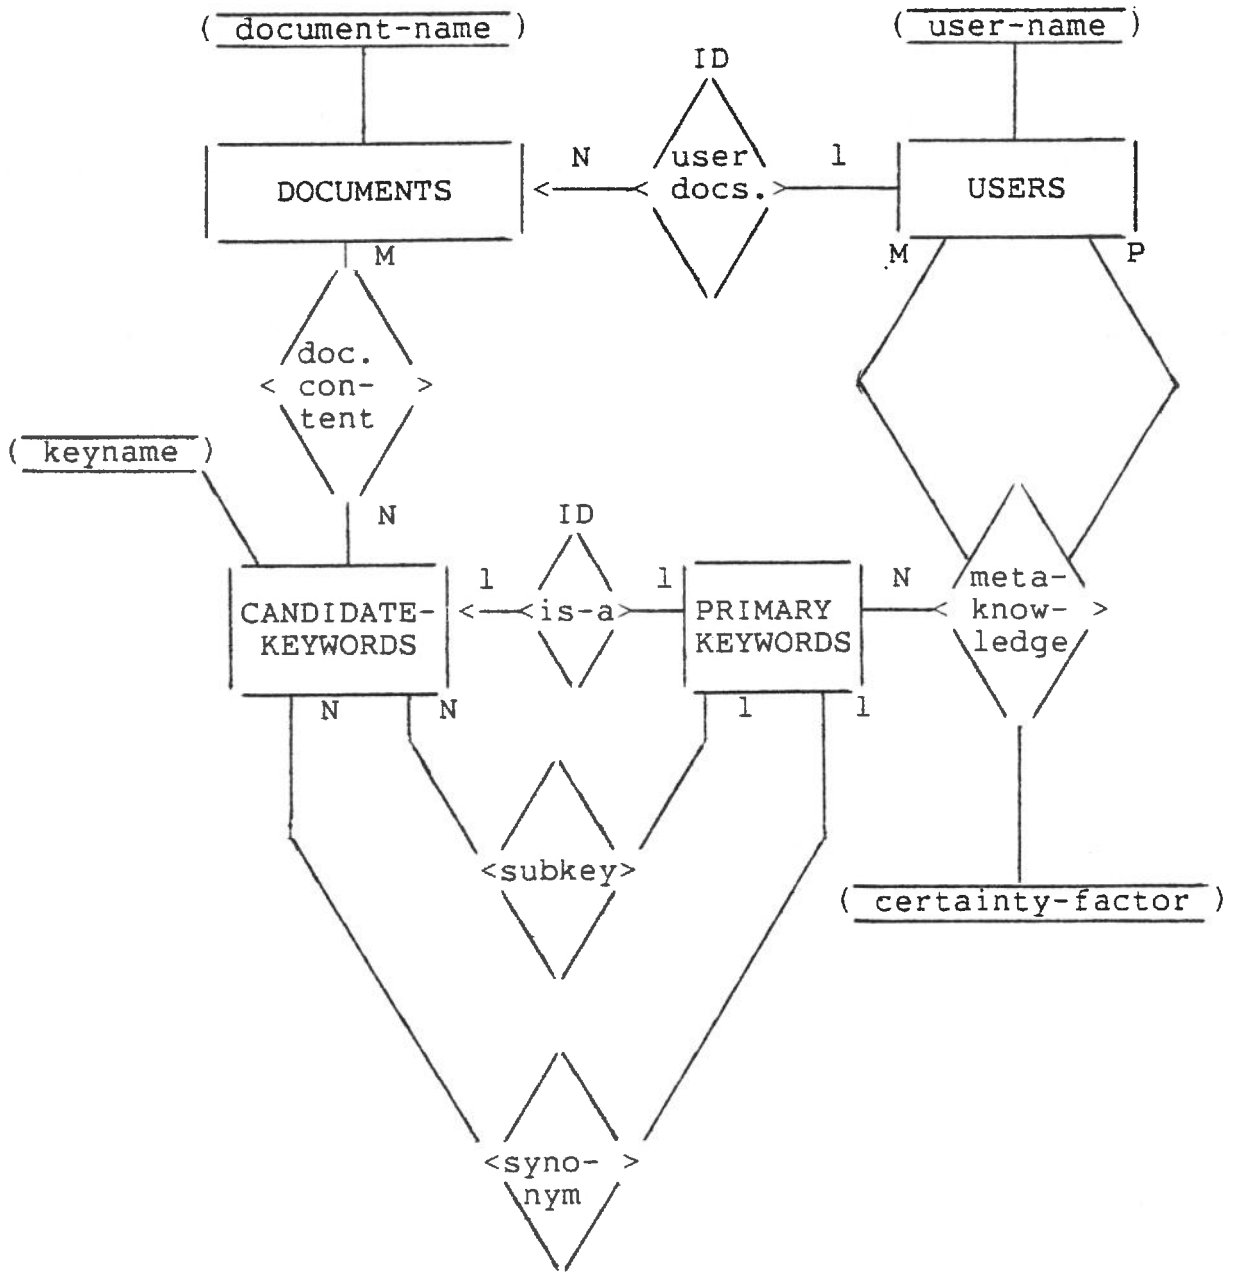 ( document-name )
( user-name )
ID
N
user
1
docs.
DOCUMENTS
USERS
M
M
P
doc.
con-
tent
( keyname )
N
ID
1
1
N
meta-
know-
ledge
CANDIDATE-
KEYWORDS
is-a
PRIMARY
KEYWORDS
N
N
1
1
subkey
( certainty-factor )
syno-
nym